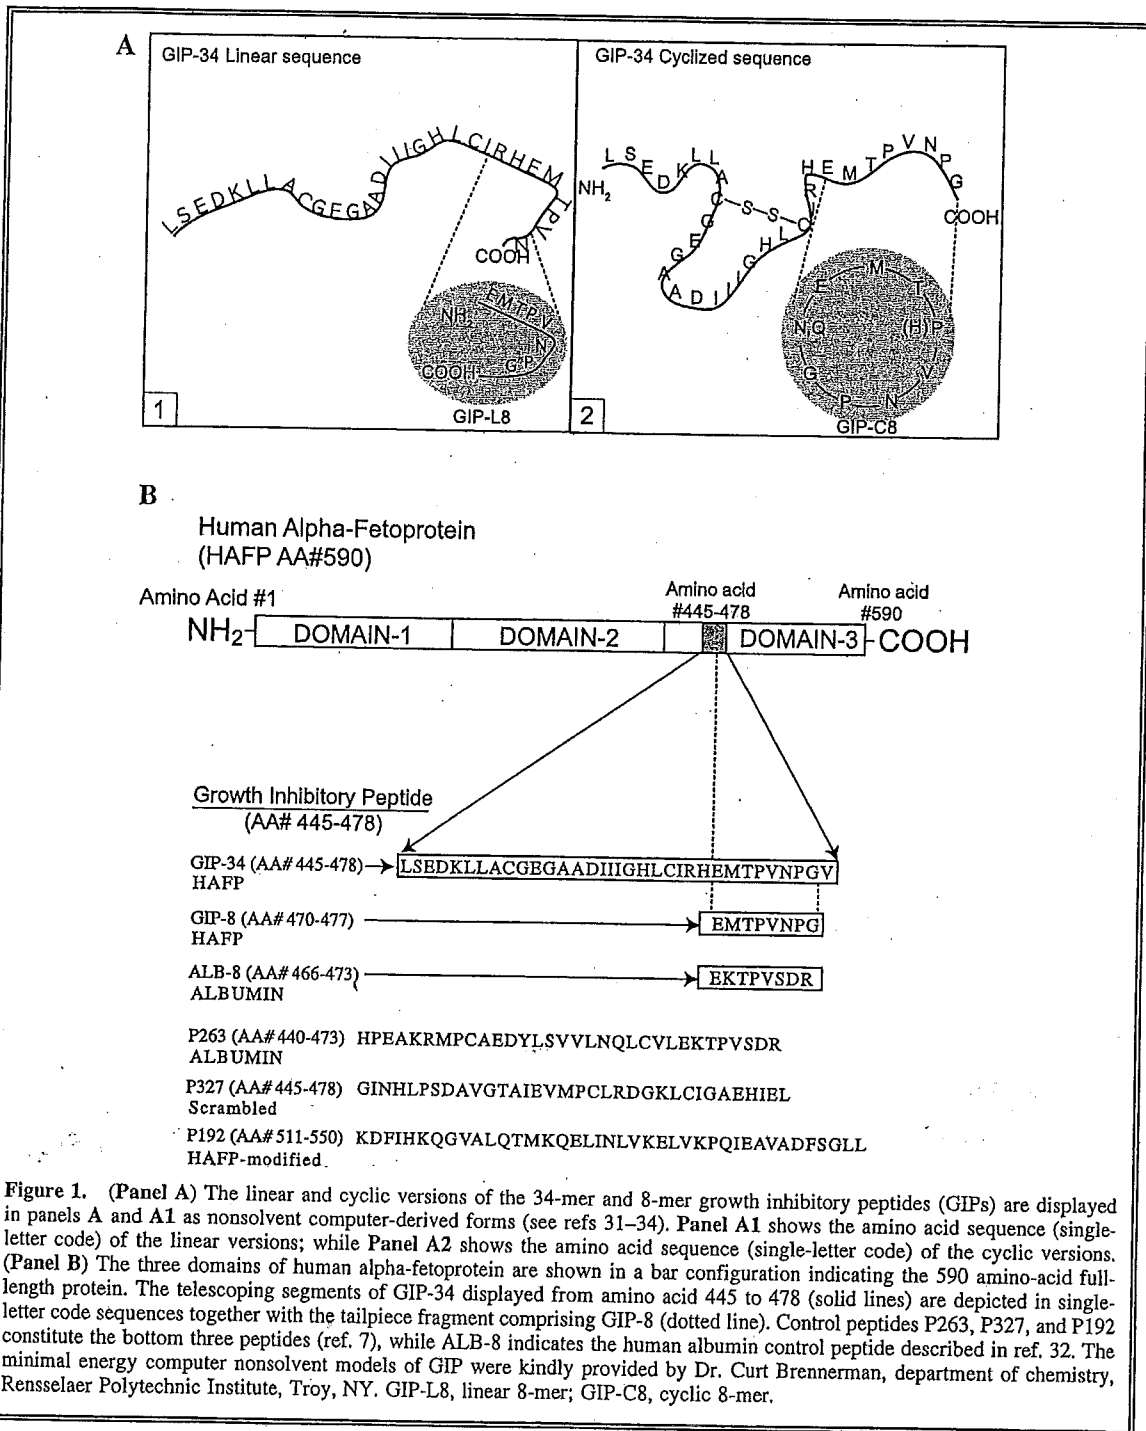 A
GIP-34 Linear sequence
LSEDKLLACGEGAADIIIGHLCIRHEMTPVN
COOH
NH2 EMTPVNPG COOH
GIP-L8
1
GIP-34 Cyclized sequence
NH2
LSEDKLLACGEGAADIIIGHLCIRHEMTPVNPG
S-S
COOH
M T (H)P I V N P G N Q E
GIP-C8
2
B
Human Alpha-Fetoprotein
(HAFP AA#590)
Amino Acid #1
Amino acid
#445-478
Amino acid
#590
NH2 DOMAIN-1 DOMAIN-2 DOMAIN-3 COOH
Growth Inhibitory Peptide
(AA# 445-478)
GIP-34 (AA#445-478) LSEDKLLACGEGAADIIIGHLCIRHEMTPVNPGV
HAFP
GIP-8 (AA#470-477) EMTPVNPG
HAFP
ALB-8 (AA#466-473) EKTPVSDR
ALBUMIN
P263 (AA#440-473) HPEAKRMPCAEDYLSVVLNQLCVLEKTPVSDR
ALBUMIN
P327 (AA#445-478) GINHLPSDAVGTAIEVMPCLRDGKLCIGAEHIEL
Scrambled
P192 (AA#511-550) KDFIHKQGVALQTMKQELINLVKELVKPQIEAVADFSGLL
HAFP-modified
Figure 1. (Panel A) The linear and cyclic versions of the 34-mer and 8-mer growth inhibitory peptides (GIPs) are displayed
in panels A and A1 as nonsolvent computer-derived forms (see refs 31–34). Panel A1 shows the amino acid sequence (single-
letter code) of the linear versions; while Panel A2 shows the amino acid sequence (single-letter code) of the cyclic versions.
(Panel B) The three domains of human alpha-fetoprotein are shown in a bar configuration indicating the 590 amino-acid full-
length protein. The telescoping segments of GIP-34 displayed from amino acid 445 to 478 (solid lines) are depicted in single-
letter code sequences together with the tailpiece fragment comprising GIP-8 (dotted line). Control peptides P263, P327, and P192
constitute the bottom three peptides (ref. 7), while ALB-8 indicates the human albumin control peptide described in ref. 32. The
minimal energy computer nonsolvent models of GIP were kindly provided by Dr. Curt Brennerman, department of chemistry,
Rensselaer Polytechnic Institute, Troy, NY. GIP-L8, linear 8-mer; GIP-C8, cyclic 8-mer.